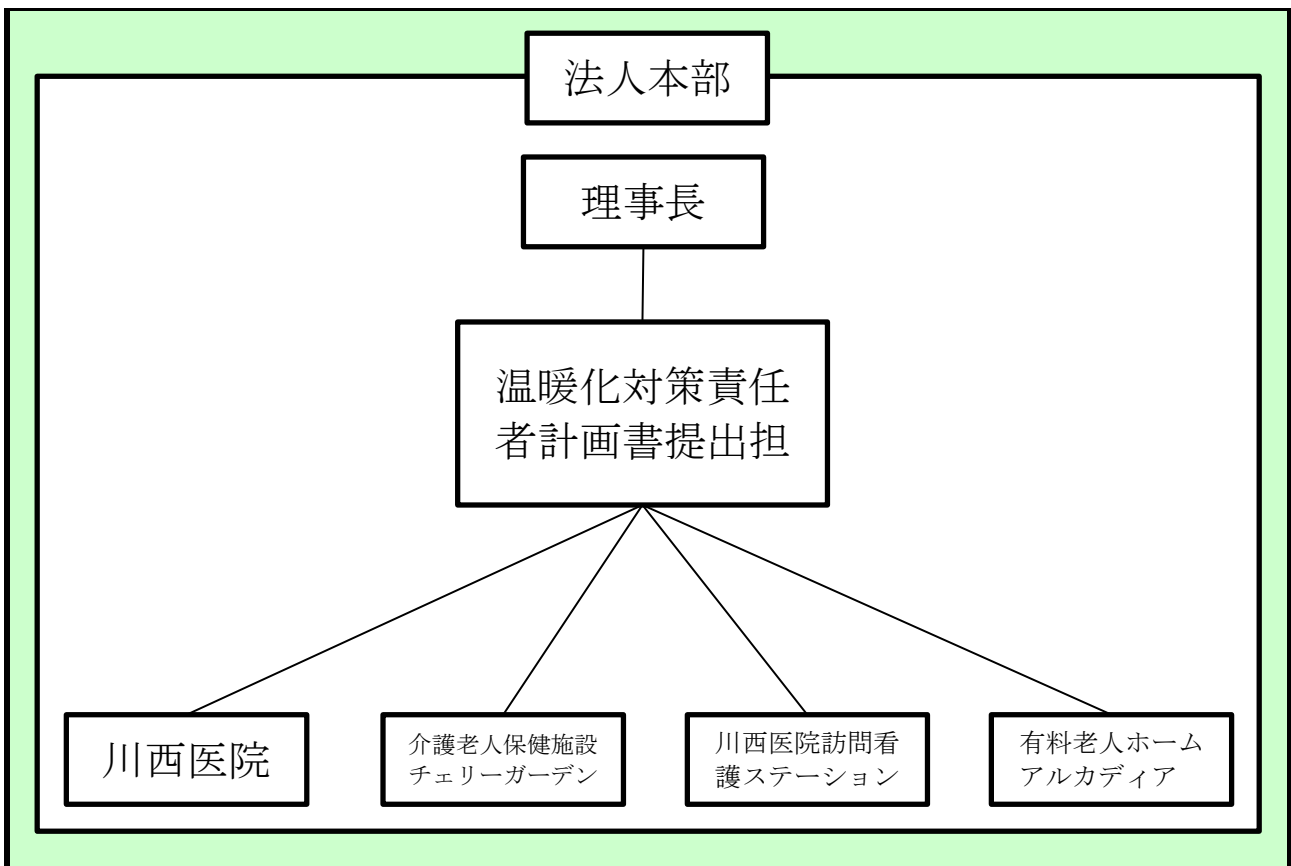 法人本部
理事長
温暖化対策責任
者計画書提出担
川西医院
介護老人保健施設
チェリーガーデン
川西医院訪問看
護ステーション
有料老人ホーム
アルカディア